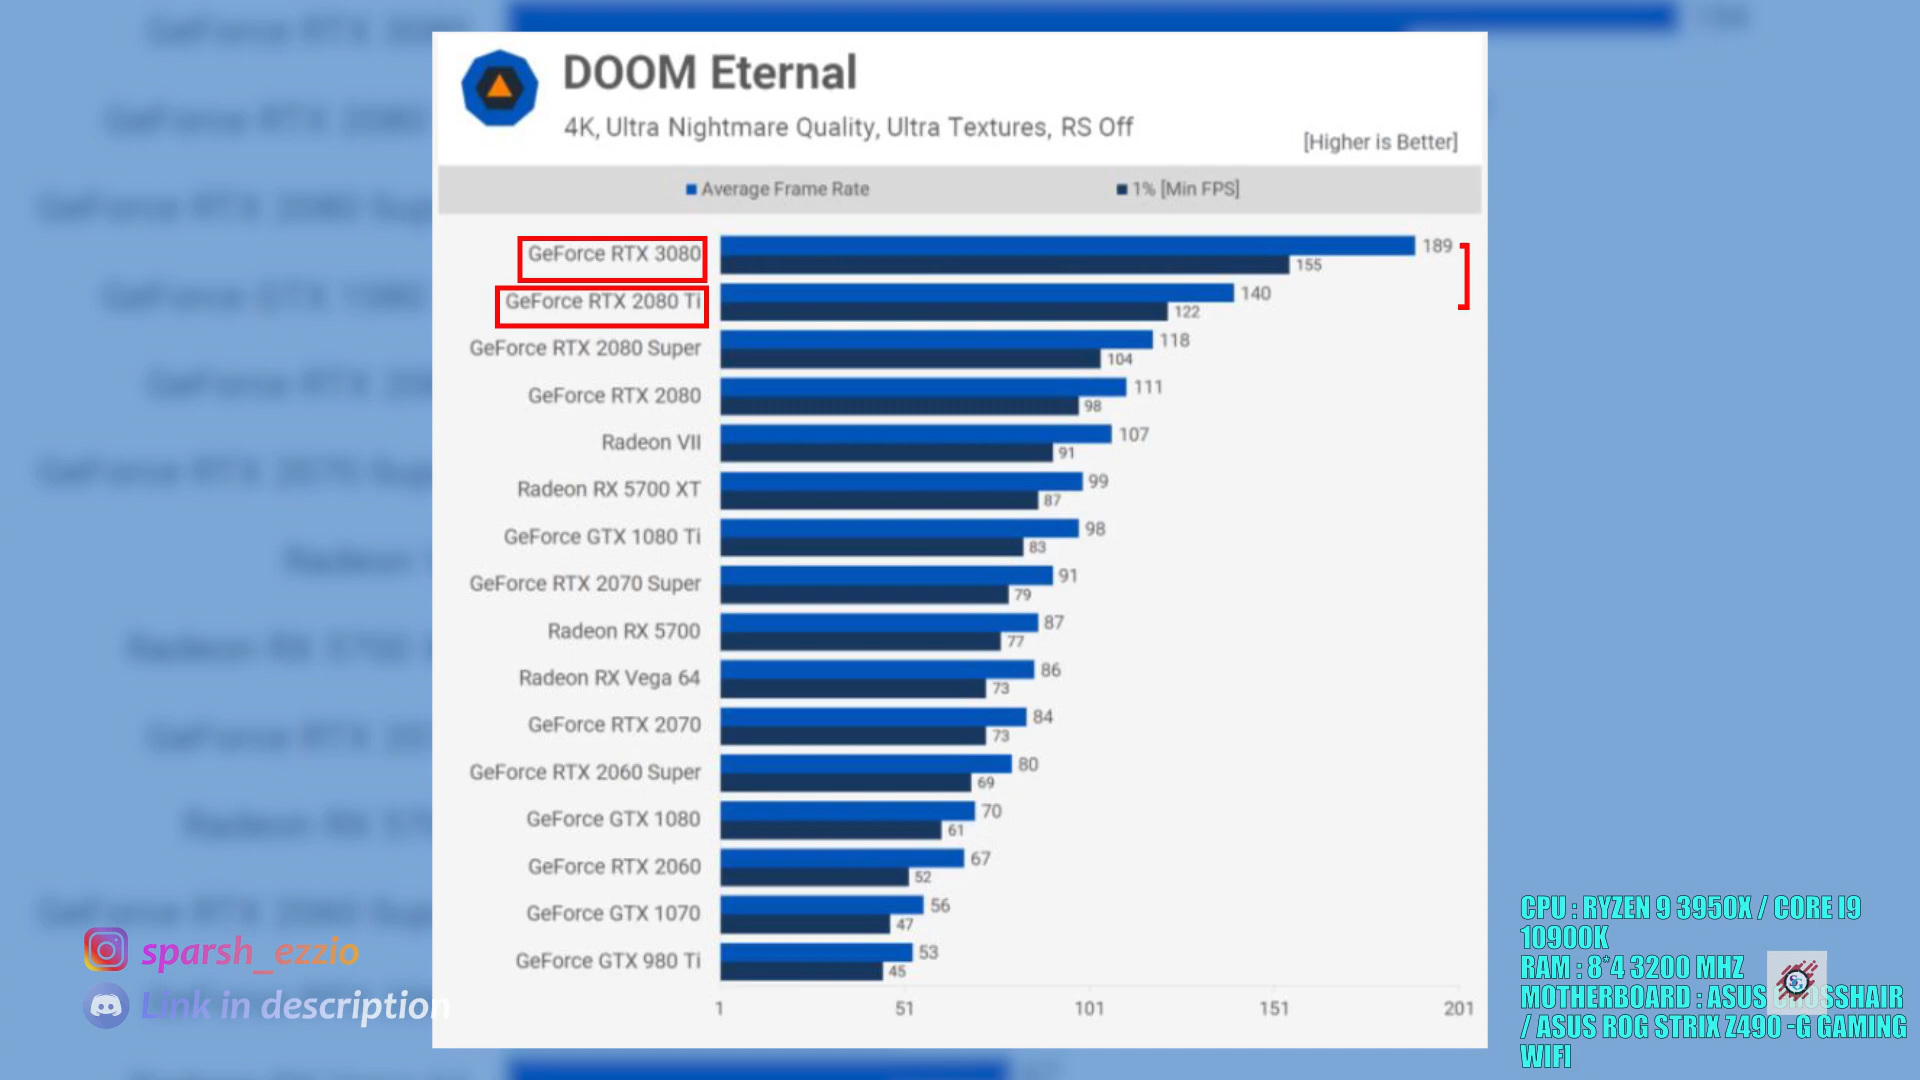 DOOM Eternal
4K, Ultra Nightmare Quality, Ultra Textures, RS Off
[Higher is Better]
Average Frame Rate
1% [Min FPS]
GeForce RTX 3080 189
155
GeForce RTX 2080 Ti 140
122
GeForce RTX 2080 Super 118
104
GeForce RTX 2080 111
98
Radeon VII 107
91
Radeon RX 5700 XT 99
87
GeForce GTX 1080 Ti 98
83
GeForce RTX 2070 Super 91
79
Radeon RX 5700 87
77
Radeon RX Vega 64 86
73
GeForce RTX 2070 84
73
GeForce RTX 2060 Super 80
69
GeForce GTX 1080 70
61
GeForce RTX 2060 67
52
GeForce GTX 1070 56
47
GeForce GTX 980 Ti 53
45
1 51 101 151 201
sparsh_ezzio
Link in description
CPU : RYZEN 9 3950X / CORE I9
10900K
RAM : 8*4 3200 MHZ
MOTHERBOARD : ASUS CROSSHAIR
/ ASUS ROG STRIX Z490 -G GAMING
WIFI